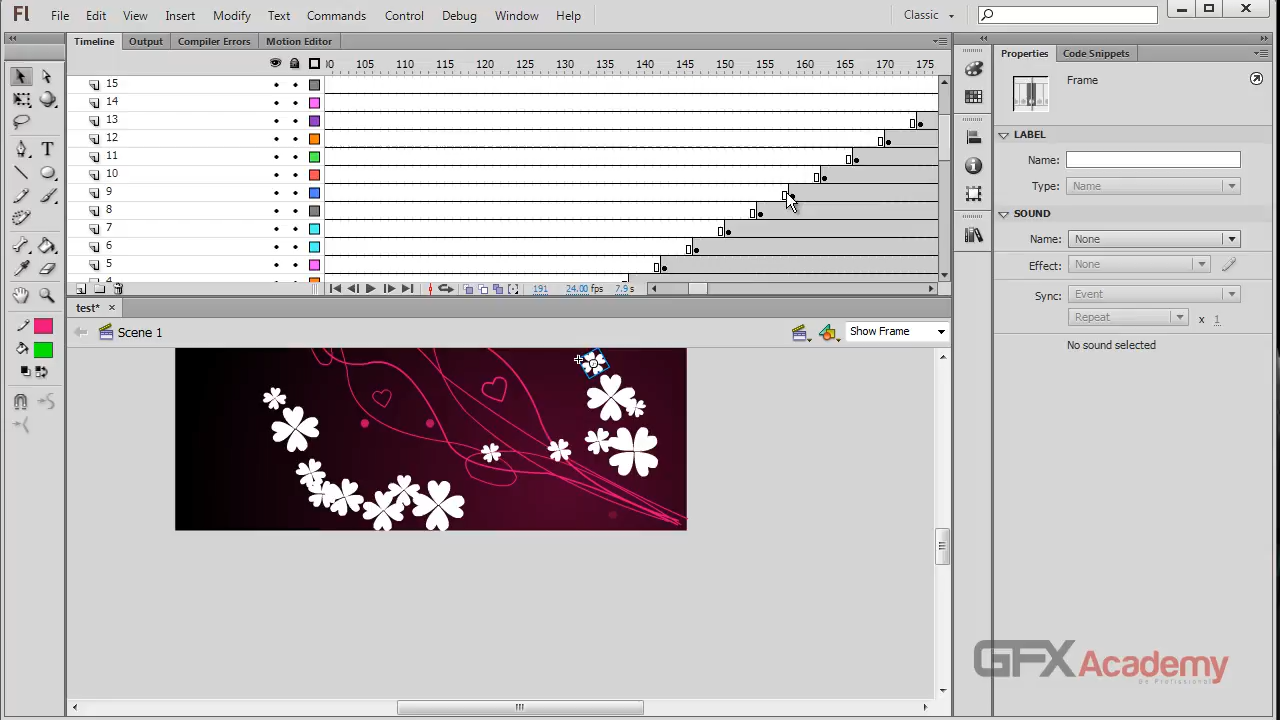 Fl File Edit View Insert Modify Text Commands Control Debug Window Help Classic
Timeline Output Compiler Errors Motion Editor
Properties Code Snippets
00 105 110 115 120 125 130 135 140 145 150 155 160 165 170 175
Frame
15
14
13
12
11
10
9
8
7
6
5
4
LABEL
Name:
Type: Name
SOUND
Name: None
Effect: None
Sync: Event
Repeat x 1
No sound selected
191 24.00 fps 7.9 s
test*
Scene 1
Show Frame
GFX Academy